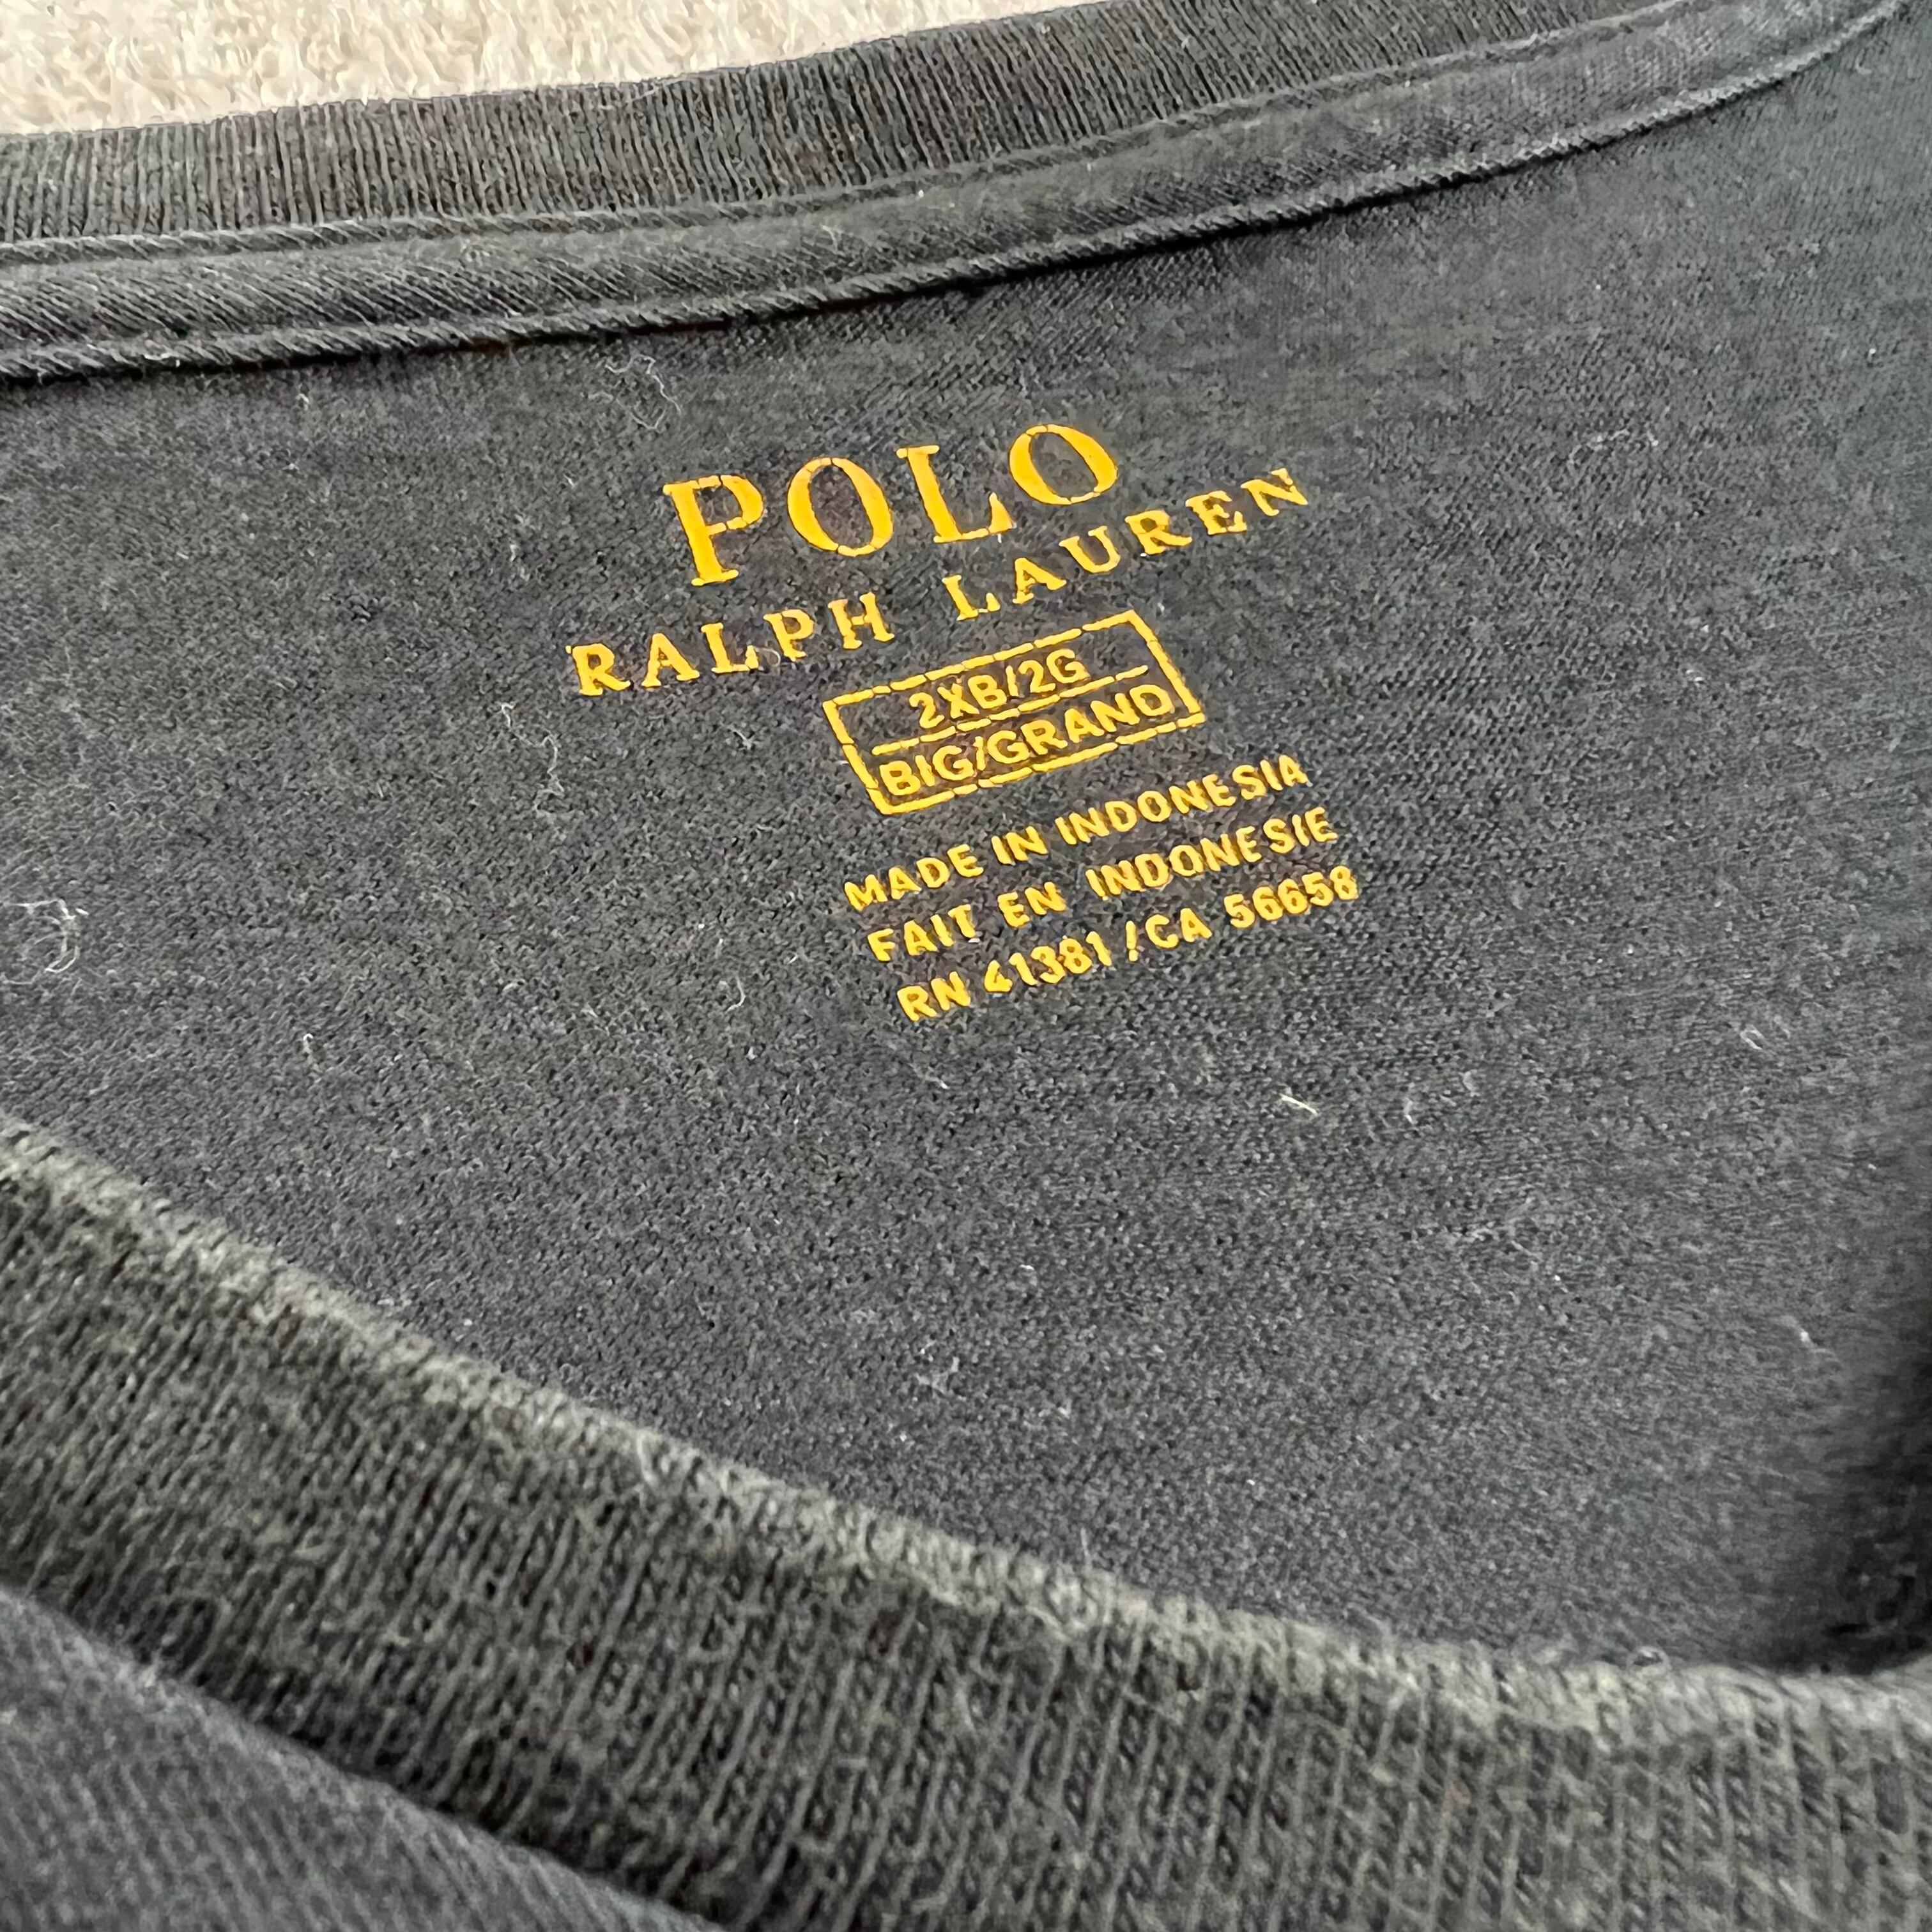 POLO
RALPH LAUREN
2XB/2G
BIG/GRAND
MADE IN INDONESIA
FAIT EN INDONESIE
RN 41381 / CA 56658